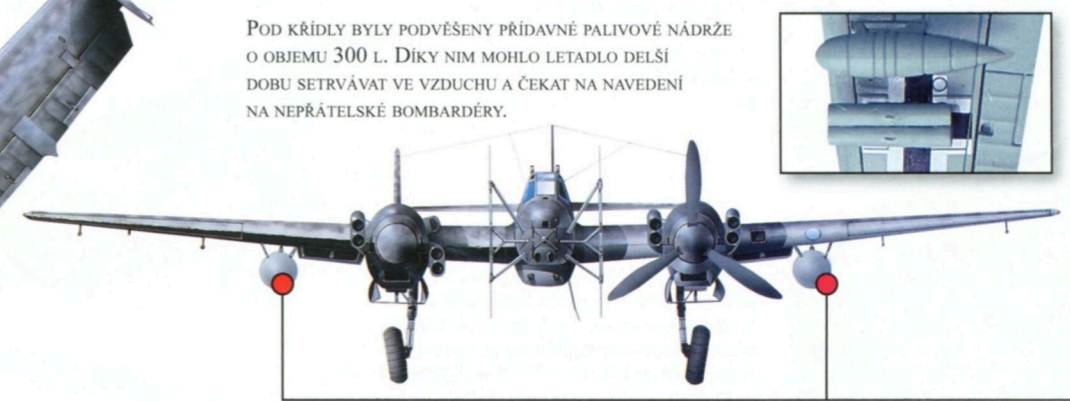 Pod křídly byly podvěšeny přídavné palivové nádrže
o objemu 300 l. Díky nim mohlo letadlo delší
dobu setrvávat ve vzduchu a čekat na navedení
na nepřátelské bombardéry.